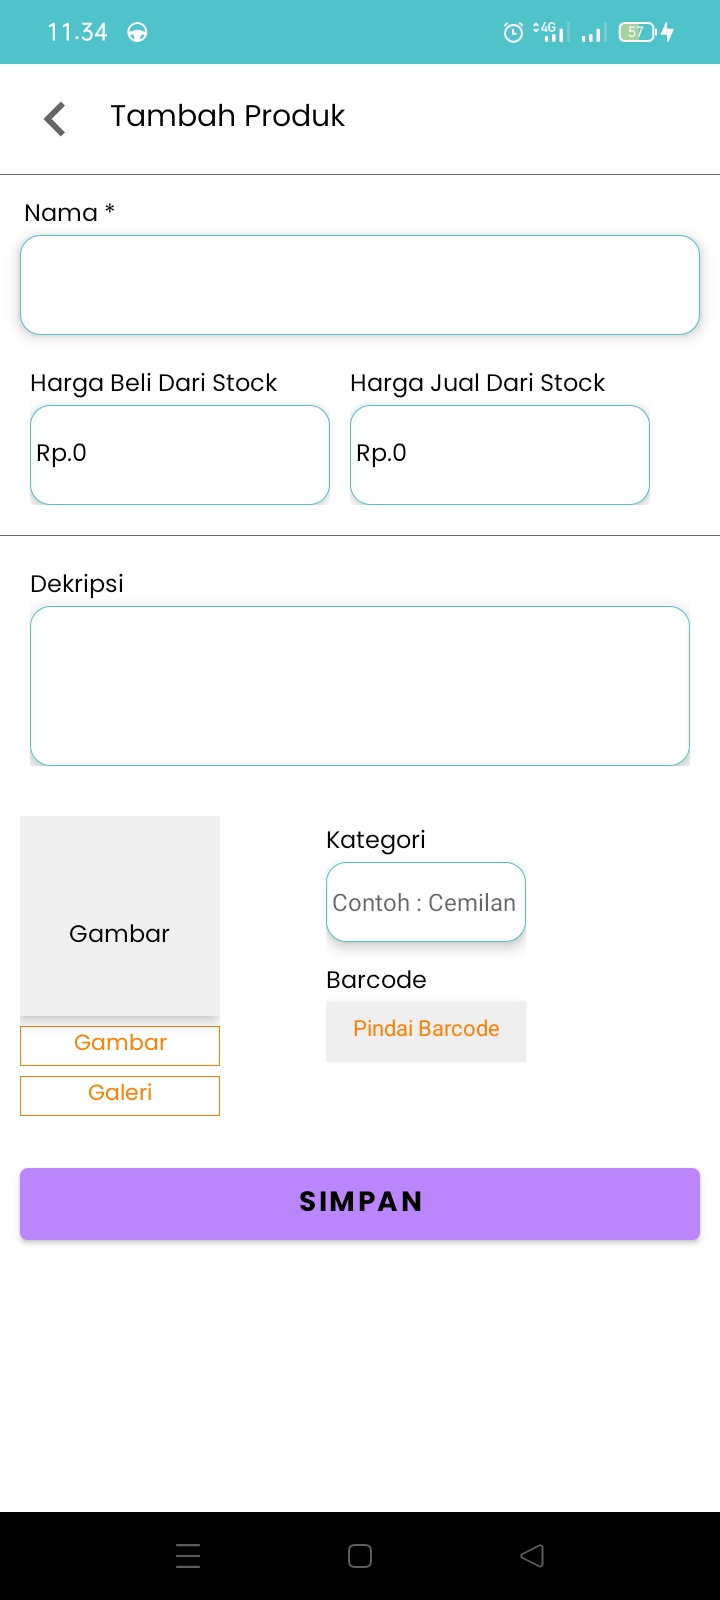 11.34
4G
57
Tambah Produk
Nama *
Harga Beli Dari Stock
Harga Jual Dari Stock
Rp.0
Rp.0
Dekripsi
Gambar
Gambar
Galeri
Kategori
Contoh : Cemilan
Barcode
Pindai Barcode
SIMPAN